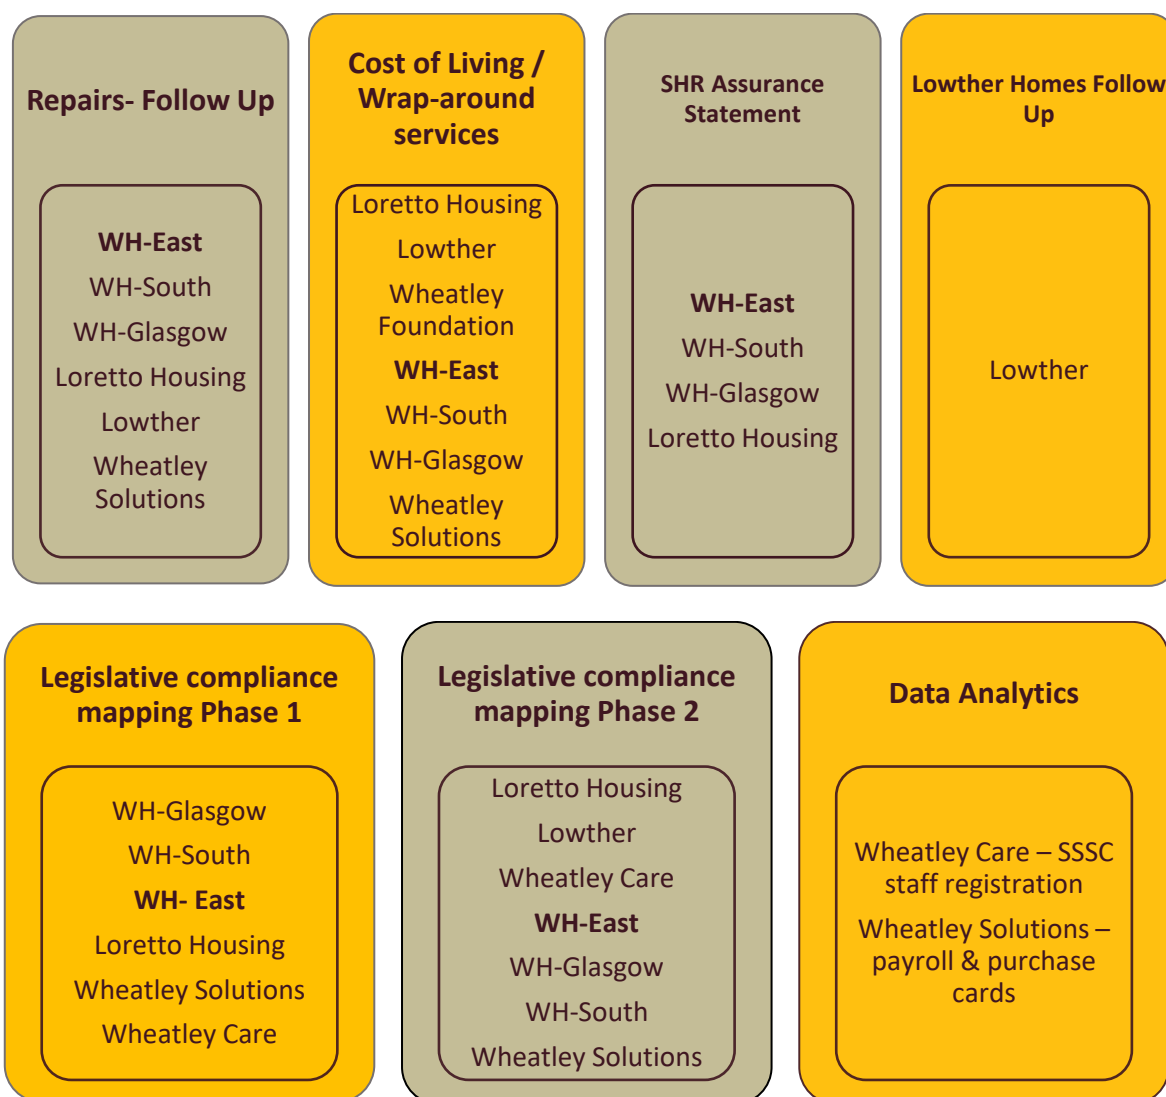 Repairs- Follow Up
WH-East
WH-South
WH-Glasgow
Loretto Housing
Lowther
Wheatley
Solutions
Cost of Living /
Wrap-around
services
Loretto Housing
Lowther
Wheatley
Foundation
WH-East
WH-South
WH-Glasgow
Wheatley
Solutions
SHR Assurance
Statement
WH-East
WH-South
WH-Glasgow
Loretto Housing
Lowther Homes Follow
Up
Lowther
Legislative compliance
mapping Phase 1
WH-Glasgow
WH-South
WH- East
Loretto Housing
Wheatley Solutions
Wheatley Care
Legislative compliance
mapping Phase 2
Loretto Housing
Lowther
Wheatley Care
WH-East
WH-Glasgow
WH-South
Wheatley Solutions
Data Analytics
Wheatley Care – SSSC
staff registration
Wheatley Solutions –
payroll & purchase
cards